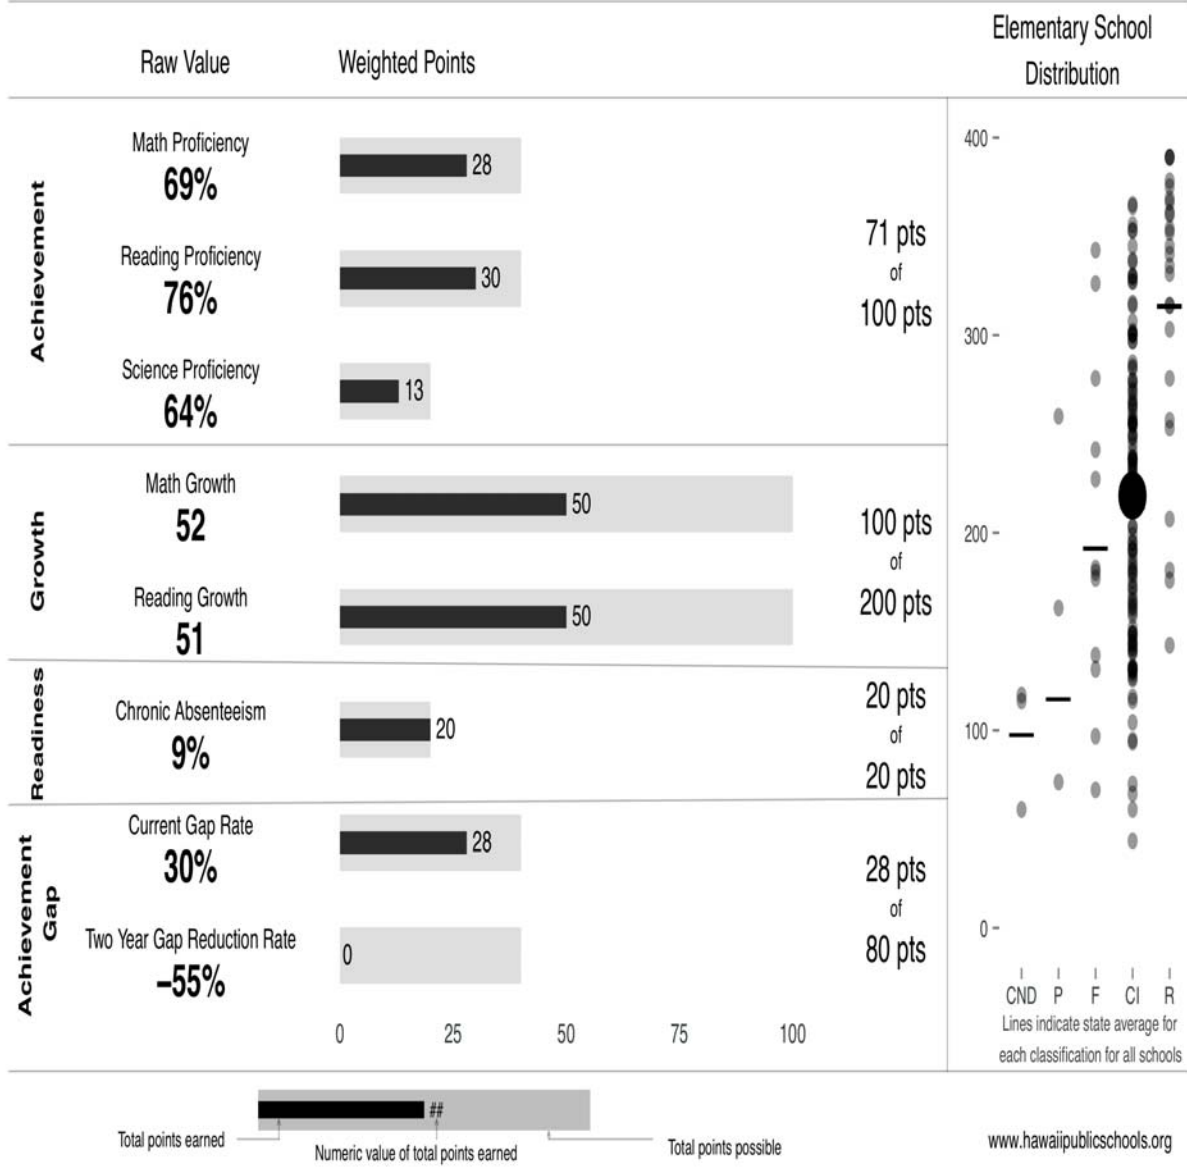 Elementary School
Raw Value Weighted Points
Distribution
Achievement
Math Proficiency
69%
28
Reading Proficiency
76%
30
Science Proficiency
64%
13
71 pts
of
100 pts
Growth
Math Growth
52
50
Reading Growth
51
50
100 pts
of
200 pts
Readiness
Chronic Absenteeism
9%
20
20 pts
of
20 pts
Achievement
Gap
Current Gap Rate
30%
28
Two Year Gap Reduction Rate
–55%
0
28 pts
of
80 pts
0 25 50 75 100
400
300
200
100
0
CND P F CI R
Lines indicate state average for
each classification for all schools
##
Total points earned
Numeric value of total points earned
Total points possible
www.hawaiipublicschools.org